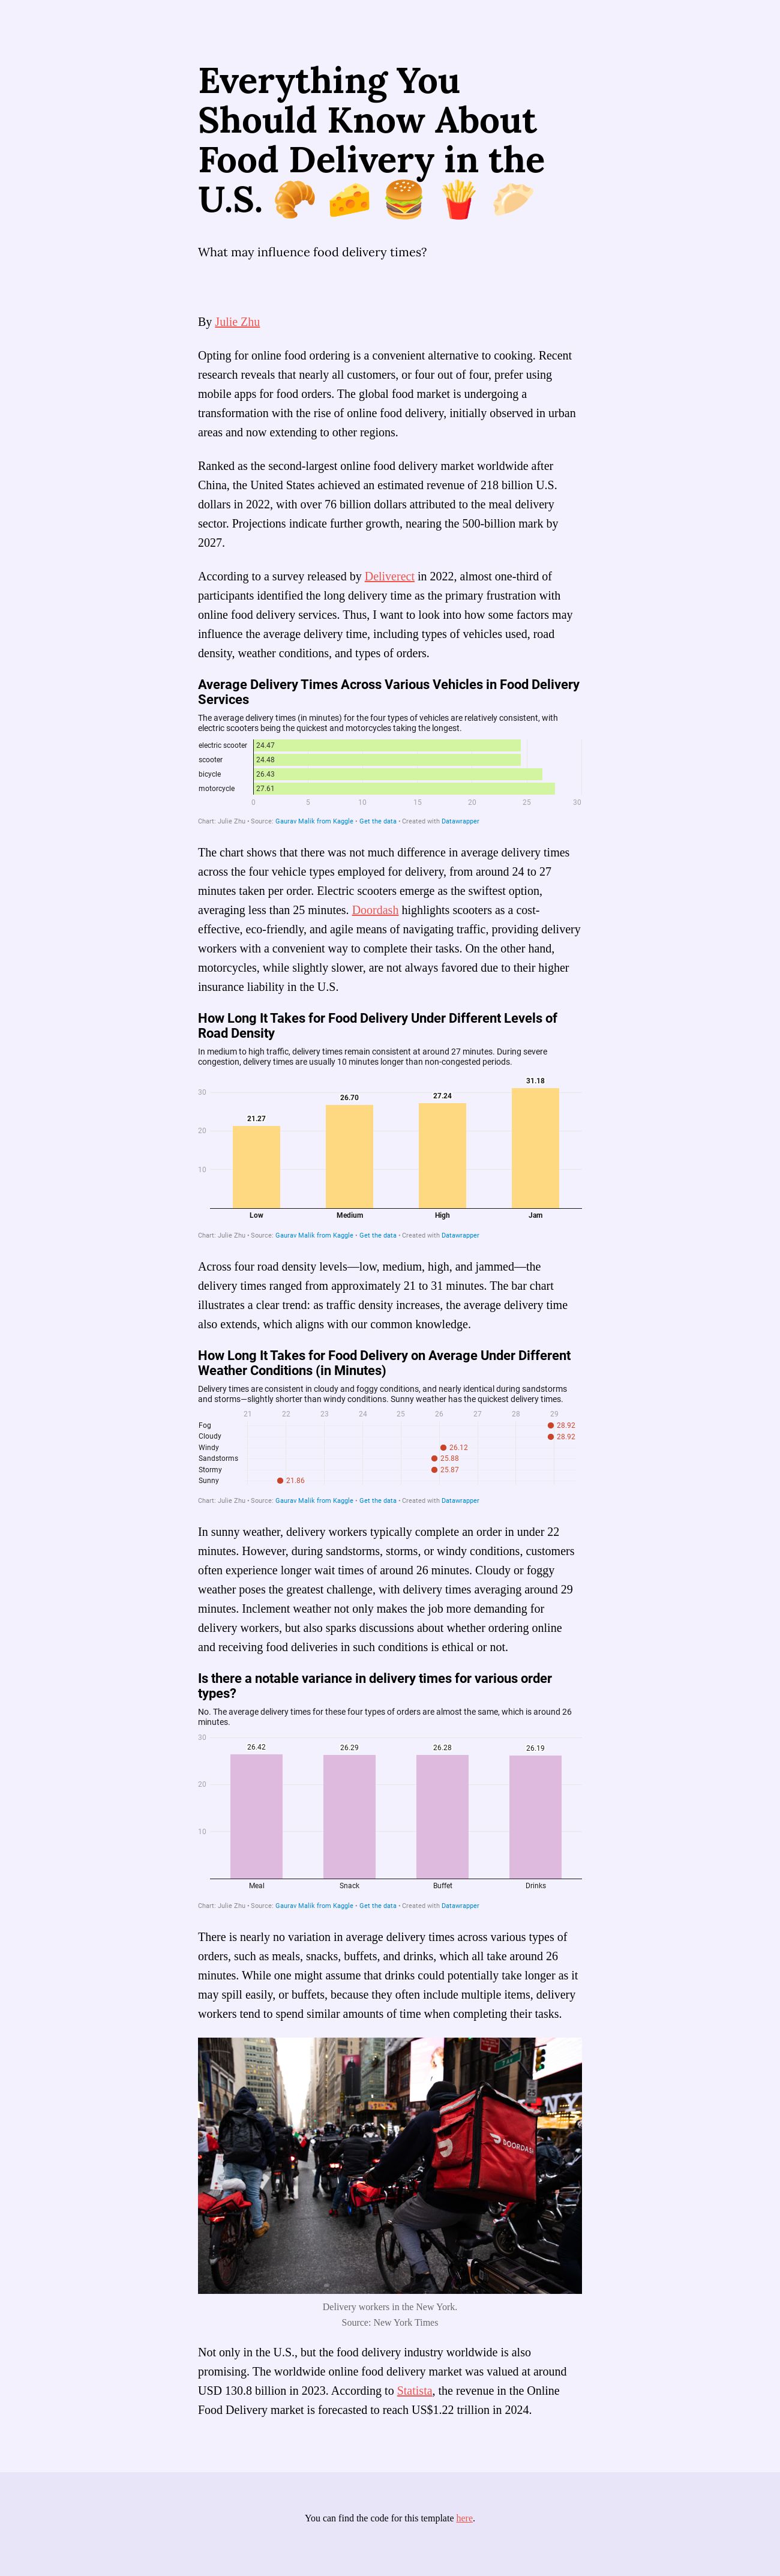 Everything You
Should Know About
Food Delivery in the
U.S. 🥐 🧀 🍔 🍟 🥟
What may influence food delivery times?
By Julie Zhu
Opting for online food ordering is a convenient alternative to cooking. Recent
research reveals that nearly all customers, or four out of four, prefer using
mobile apps for food orders. The global food market is undergoing a
transformation with the rise of online food delivery, initially observed in urban
areas and now extending to other regions.
Ranked as the second-largest online food delivery market worldwide after
China, the United States achieved an estimated revenue of 218 billion U.S.
dollars in 2022, with over 76 billion dollars attributed to the meal delivery
sector. Projections indicate further growth, nearing the 500-billion mark by
2027.
According to a survey released by Deliverect in 2022, almost one-third of
participants identified the long delivery time as the primary frustration with
online food delivery services. Thus, I want to look into how some factors may
influence the average delivery time, including types of vehicles used, road
density, weather conditions, and types of orders.
Average Delivery Times Across Various Vehicles in Food Delivery
Services
The average delivery times (in minutes) for the four types of vehicles are relatively consistent, with
electric scooters being the quickest and motorcycles taking the longest.
electric scooter 24.47
scooter 24.48
bicycle 26.43
motorcycle 27.61
0 5 10 15 20 25 30
Chart: Julie Zhu • Source: Gaurav Malik from Kaggle • Get the data • Created with Datawrapper
The chart shows that there was not much difference in average delivery times
across the four vehicle types employed for delivery, from around 24 to 27
minutes taken per order. Electric scooters emerge as the swiftest option,
averaging less than 25 minutes. Doordash highlights scooters as a cost-
effective, eco-friendly, and agile means of navigating traffic, providing delivery
workers with a convenient way to complete their tasks. On the other hand,
motorcycles, while slightly slower, are not always favored due to their higher
insurance liability in the U.S.
How Long It Takes for Food Delivery Under Different Levels of
Road Density
In medium to high traffic, delivery times remain consistent at around 27 minutes. During severe
congestion, delivery times are usually 10 minutes longer than non-congested periods.
30
20
10
21.27 26.70 27.24 31.18
Low Medium High Jam
Chart: Julie Zhu • Source: Gaurav Malik from Kaggle • Get the data • Created with Datawrapper
Across four road density levels—low, medium, high, and jammed—the
delivery times ranged from approximately 21 to 31 minutes. The bar chart
illustrates a clear trend: as traffic density increases, the average delivery time
also extends, which aligns with our common knowledge.
How Long It Takes for Food Delivery on Average Under Different
Weather Conditions (in Minutes)
Delivery times are consistent in cloudy and foggy conditions, and nearly identical during sandstorms
and storms—slightly shorter than windy conditions. Sunny weather has the quickest delivery times.
21 22 23 24 25 26 27 28 29
Fog 28.92
Cloudy 28.92
Windy 26.12
Sandstorms 25.88
Stormy 25.87
Sunny 21.86
Chart: Julie Zhu • Source: Gaurav Malik from Kaggle • Get the data • Created with Datawrapper
In sunny weather, delivery workers typically complete an order in under 22
minutes. However, during sandstorms, storms, or windy conditions, customers
often experience longer wait times of around 26 minutes. Cloudy or foggy
weather poses the greatest challenge, with delivery times averaging around 29
minutes. Inclement weather not only makes the job more demanding for
delivery workers, but also sparks discussions about whether ordering online
and receiving food deliveries in such conditions is ethical or not.
Is there a notable variance in delivery times for various order
types?
No. The average delivery times for these four types of orders are almost the same, which is around 26
minutes.
30
20
10
26.42 26.29 26.28 26.19
Meal Snack Buffet Drinks
Chart: Julie Zhu • Source: Gaurav Malik from Kaggle • Get the data • Created with Datawrapper
There is nearly no variation in average delivery times across various types of
orders, such as meals, snacks, buffets, and drinks, which all take around 26
minutes. While one might assume that drinks could potentially take longer as it
may spill easily, or buffets, because they often include multiple items, delivery
workers tend to spend similar amounts of time when completing their tasks.
DOORDASH
Delivery workers in the New York.
Source: New York Times
Not only in the U.S., but the food delivery industry worldwide is also
promising. The worldwide online food delivery market was valued at around
USD 130.8 billion in 2023. According to Statista, the revenue in the Online
Food Delivery market is forecasted to reach US$1.22 trillion in 2024.
You can find the code for this template here.